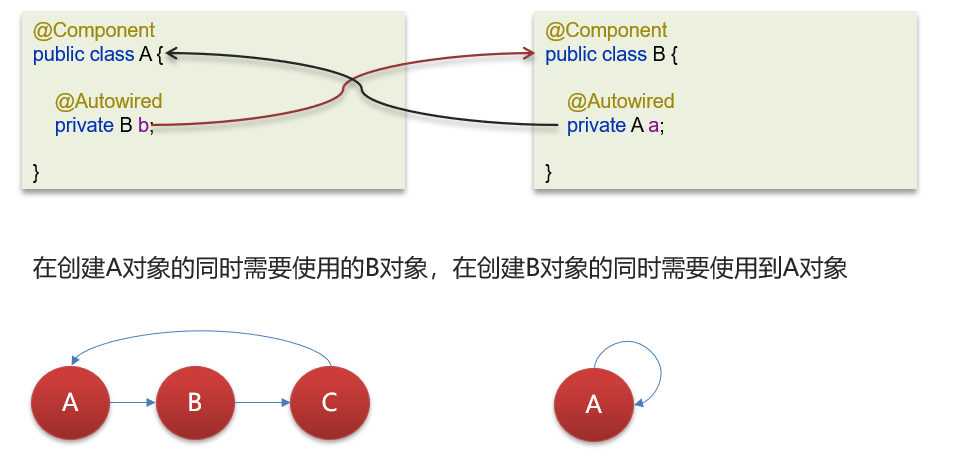 @Component
public class A {
@Autowired
private B b;
}
@Component
public class B {
@Autowired
private A a;
}
在创建A对象的同时需要使用的B对象，在创建B对象的同时需要使用到A对象
A
B
C
A